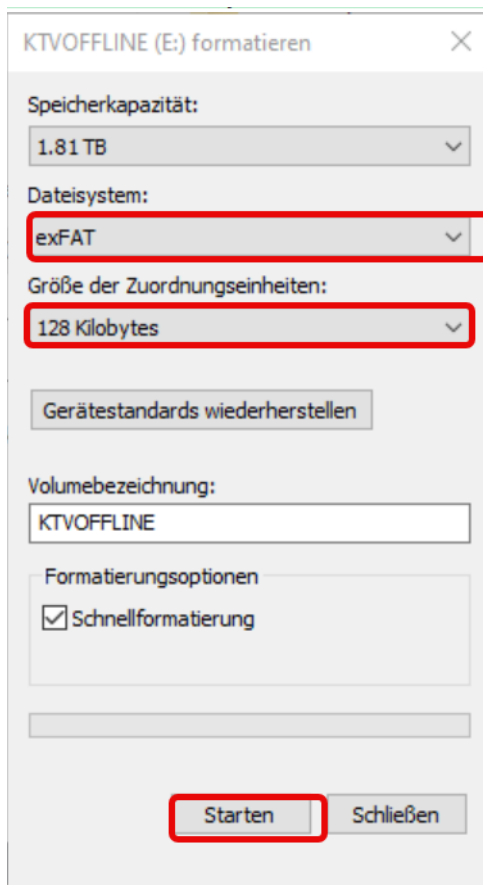 KTVOFFLINE (E:) formatieren
Speicherkapazität:
1.81 TB
Dateisystem:
exFAT
Größe der Zuordnungseinheiten:
128 Kilobytes
Gerätestandards wiederherstellen
Volumebezeichnung:
KTVOFFLINE
Formatierungsoptionen
Schnellformatierung
Starten
Schließen